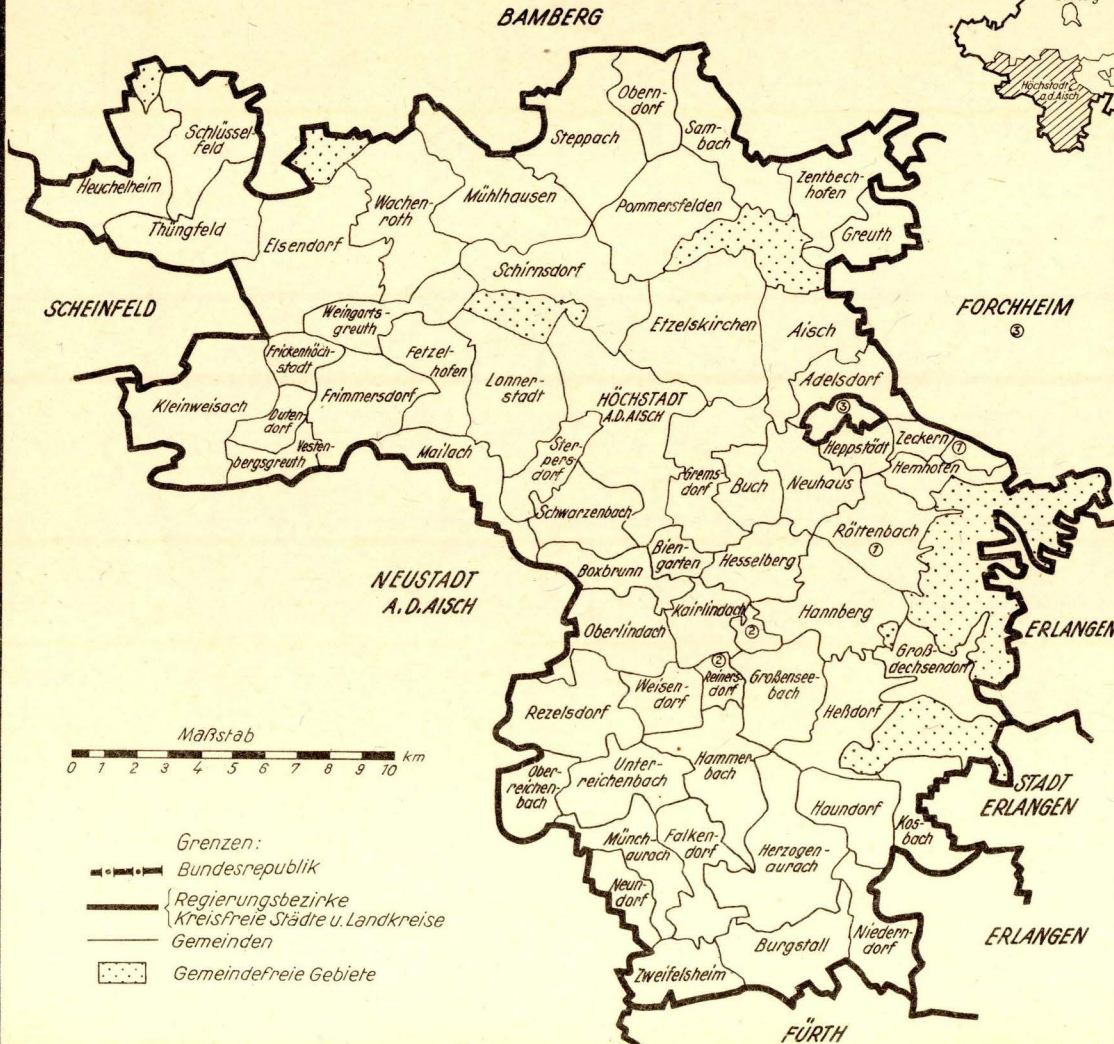 BAMBERG
Höchstadt
a.d.Aisch
Obern-
dorf
Steppach
Sam-
bach
Schlüssel-
feld
Heuchelheim
Thüngfeld
Elsendorf
Wachen-
roth
Mühlhausen
Pommersfelden
Zentbech-
hofen
Greuth
SCHEINFELD
Schirnsdorf
Weingarts-
greuth
Etzelskirchen
Aisch
FORCHHEIM
③
Frickenhöch-
stadt
Fetzel-
hofen
Kleinweisach
Frimmersdorf
Lonner-
stadt
HÖCHSTADT
A.D.AISCH
Adelsdorf
③
Duten-
dorf
Vesten-
bergsgreuth
Mailach
Ster-
pers-
dorf
Heppstädt
Zeckern
①
Hemhofen
Grems-
dorf
Buch
Neuhaus
Schwarzenbach
Röttenbach
①
Boxbrunn
Bien-
garten
Hesselberg
NEUSTADT
A.D.AISCH
Kairlindach
②
Hannberg
Oberlindach
ERLANGEN
Groß-
dechsendorf
②
Reiners-
dorf
Weisen-
dorf
Großensee-
bach
Rezelsdorf
Heßdorf
Maßstab
0 1 2 3 4 5 6 7 8 9 10 km
Ober-
reichen-
bach
Unter-
reichenbach
Hammer-
bach
STADT
ERLANGEN
Haundorf
Kos-
bach
Münch-
aurach
Falken-
dorf
Herzogen-
aurach
Neun-
dorf
Grenzen:
Bundesrepublik
Regierungsbezirke
Kreisfreie Städte u. Landkreise
Gemeinden
Gemeindefreie Gebiete
Burgstall
Niedern-
dorf
ERLANGEN
Zweifelsheim
FÜRTH